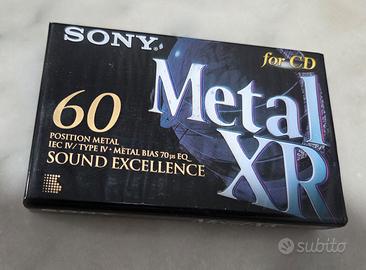 SONY
for CD
60
Metal
XR
POSITION METAL
IEC IV/TYPE IV • METAL BIAS 70µs EQ
SOUND EXCELLENCE
subito